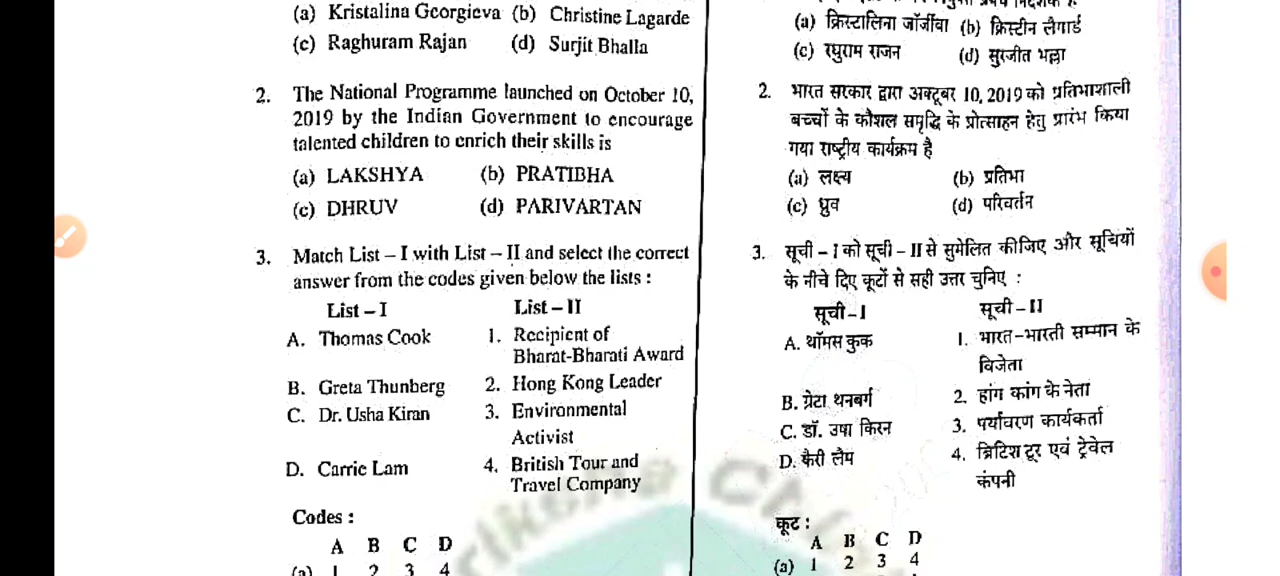 (a) Kristalina Georgieva (b) Christine Lagarde
(c) Raghuram Rajan (d) Surjit Bhalla
2. The National Programme launched on October 10,
2019 by the Indian Government to encourage
talented children to enrich their skills is
(a) LAKSHYA (b) PRATIBHA
(c) DHRUV (d) PARIVARTAN
3. Match List – I with List – II and select the correct
answer from the codes given below the lists :
List – I List – II
A. Thomas Cook 1. Recipient of
Bharat-Bharati Award
B. Greta Thunberg 2. Hong Kong Leader
C. Dr. Usha Kiran 3. Environmental
Activist
D. Carrie Lam 4. British Tour and
Travel Company
Codes :
A B C D
(a) 1 2 3 4
(a) क्रिस्टालिना जॉर्जीवा (b) क्रिस्टीन लैगार्ड
(c) रघुराम राजन (d) सुरजीत भल्ला
2. भारत सरकार द्वारा अक्टूबर 10, 2019 को प्रतिभाशाली
बच्चों के कौशल समृद्धि के प्रोत्साहन हेतु प्रारंभ किया
गया राष्ट्रीय कार्यक्रम है
(a) लक्ष्य (b) प्रतिभा
(c) ध्रुव (d) परिवर्तन
3. सूची – I को सूची – II से सुमेलित कीजिए और सूचियों
के नीचे दिए कूटों से सही उत्तर चुनिए :
सूची – I सूची – II
A. थॉमस कुक 1. भारत-भारती सम्मान के
विजेता
B. ग्रेटा थनबर्ग 2. हांग कांग के नेता
C. डॉ. उषा किरन 3. पर्यावरण कार्यकर्ता
D. कैरी लैम 4. ब्रिटिश टूर एवं ट्रेवेल
कंपनी
कूट :
A B C D
(a) 1 2 3 4